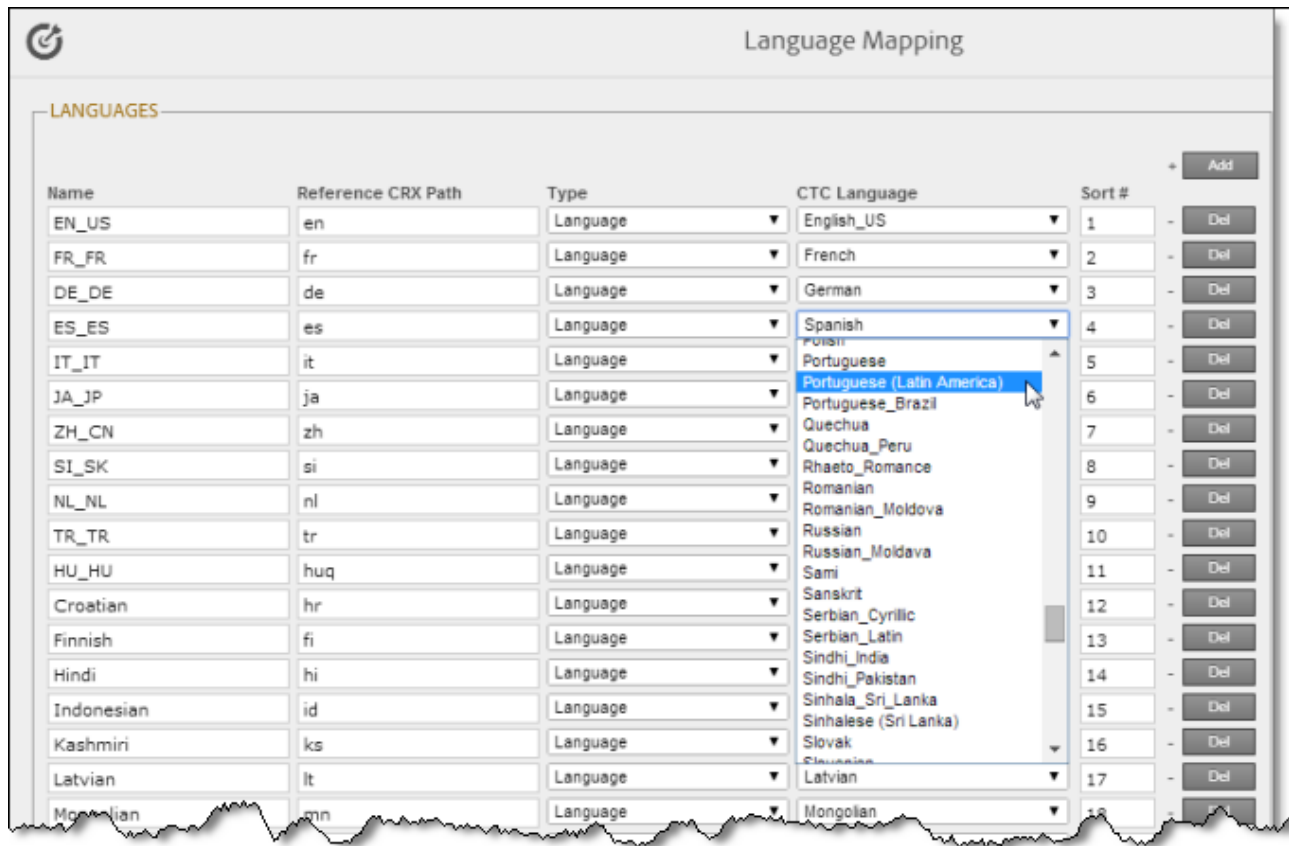 Language Mapping
LANGUAGES
+ Add
Name Reference CRX Path Type CTC Language Sort #
EN_US en Language English_US 1 - Del
FR_FR fr Language French 2 - Del
DE_DE de Language German 3 - Del
ES_ES es Language Spanish 4 - Del
Polish
IT_IT it Language Portuguese 5 - Del
Portuguese (Latin America)
JA_JP ja Language Portuguese_Brazil 6 - Del
ZH_CN zh Language Quechua 7 - Del
Quechua_Peru
SI_SK si Language Rhaeto_Romance 8 - Del
NL_NL nl Language Romanian 9 - Del
Romanian_Moldova
TR_TR tr Language Russian 10 - Del
Russian_Moldava
HU_HU huq Language Sami 11 - Del
Sanskrit
Croatian hr Language Serbian_Cyrillic 12 - Del
Finnish fi Language Serbian_Latin 13 - Del
Sindhi_India
Hindi hi Language Sindhi_Pakistan 14 - Del
Indonesian id Language Sinhala_Sri_Lanka 15 - Del
Sinhalese (Sri Lanka)
Kashmiri ks Language Slovak 16 - Del
Slovenian
Latvian lt Language Latvian 17 - Del
Mongolian mn Language Mongolian 18 - Del